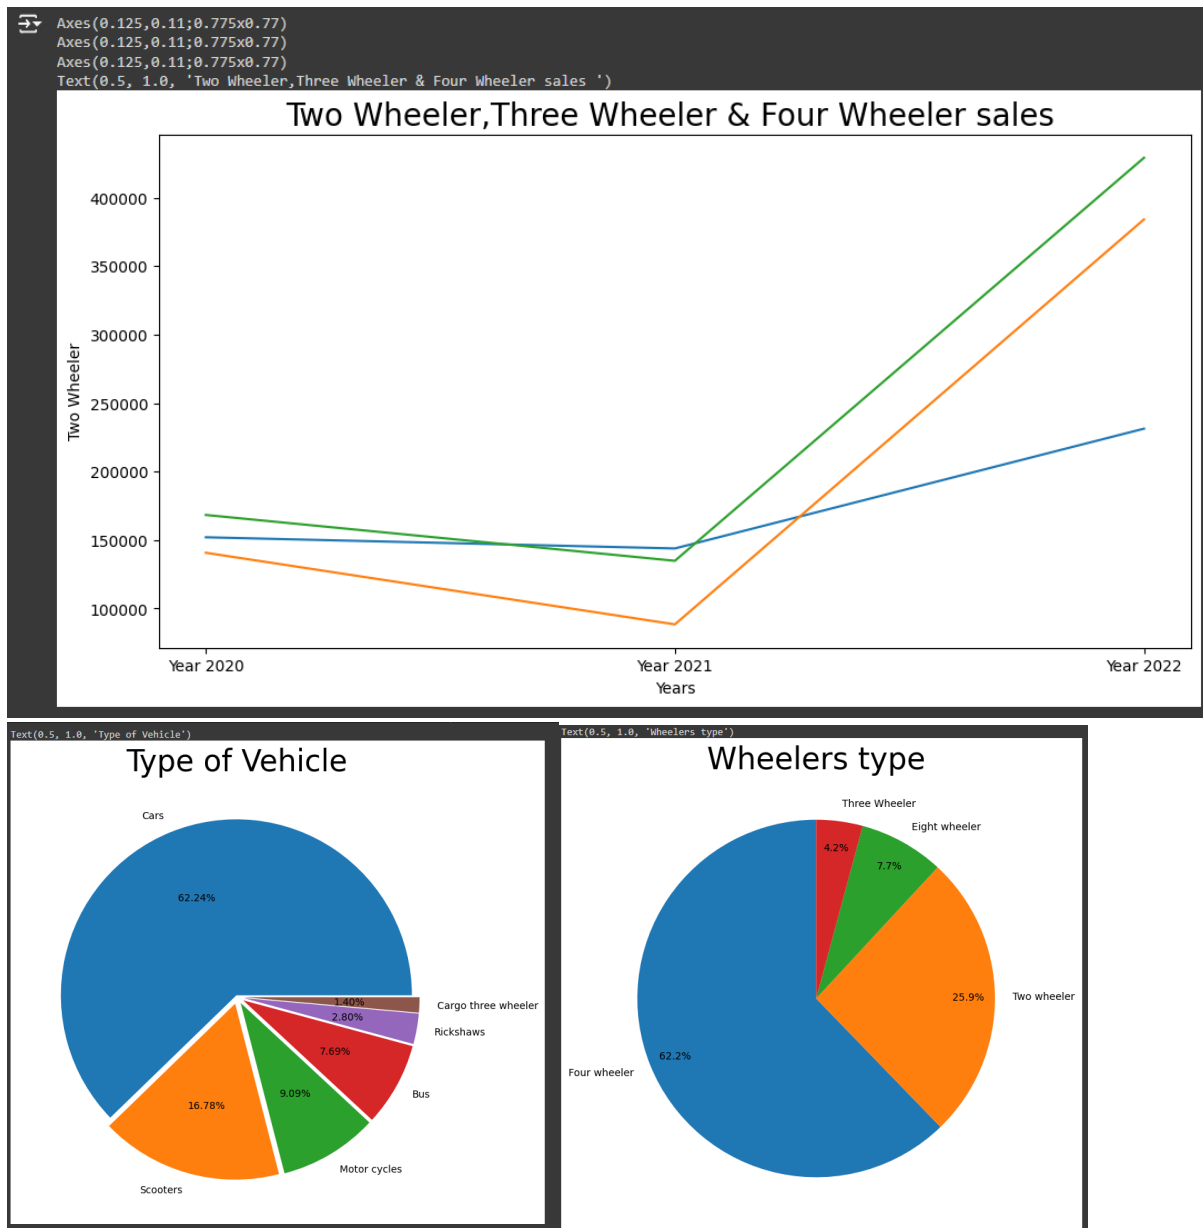 Axes(0.125,0.11;0.775x0.77)
Axes(0.125,0.11;0.775x0.77)
Axes(0.125,0.11;0.775x0.77)
Text(0.5, 1.0, 'Two Wheeler,Three Wheeler & Four Wheeler sales ')
Two Wheeler,Three Wheeler & Four Wheeler sales
400000
350000
300000
250000
200000
150000
100000
Two Wheeler
Year 2020
Year 2021
Year 2022
Years
Text(0.5, 1.0, 'Type of Vehicle')
Type of Vehicle
Cars
62.24%
1.40%
Cargo three wheeler
2.80%
Rickshaws
7.69%
Bus
9.09%
Motor cycles
16.78%
Scooters
Text(0.5, 1.0, 'Wheelers type')
Wheelers type
Three Wheeler
4.2%
Eight wheeler
7.7%
Two wheeler
25.9%
Four wheeler
62.2%